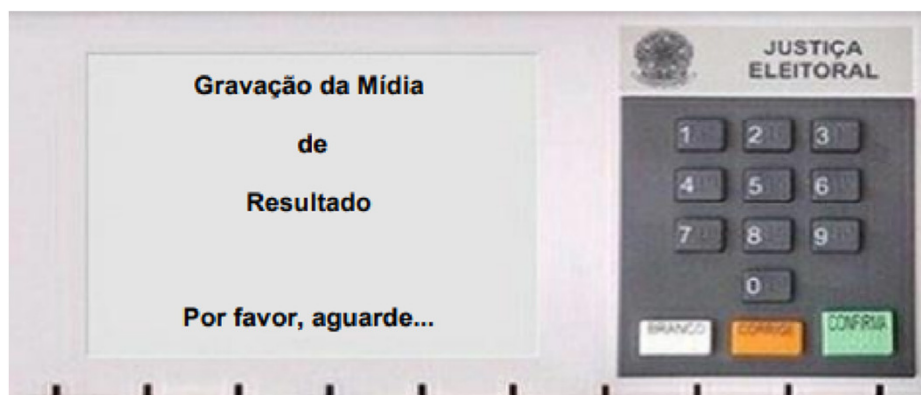 Gravação da Mídia
de
Resultado
Por favor, aguarde...
JUSTIÇA
ELEITORAL
1
2
3
4
5
6
7
8
9
0
BRANCO
CORRIGE
CONFIRMA